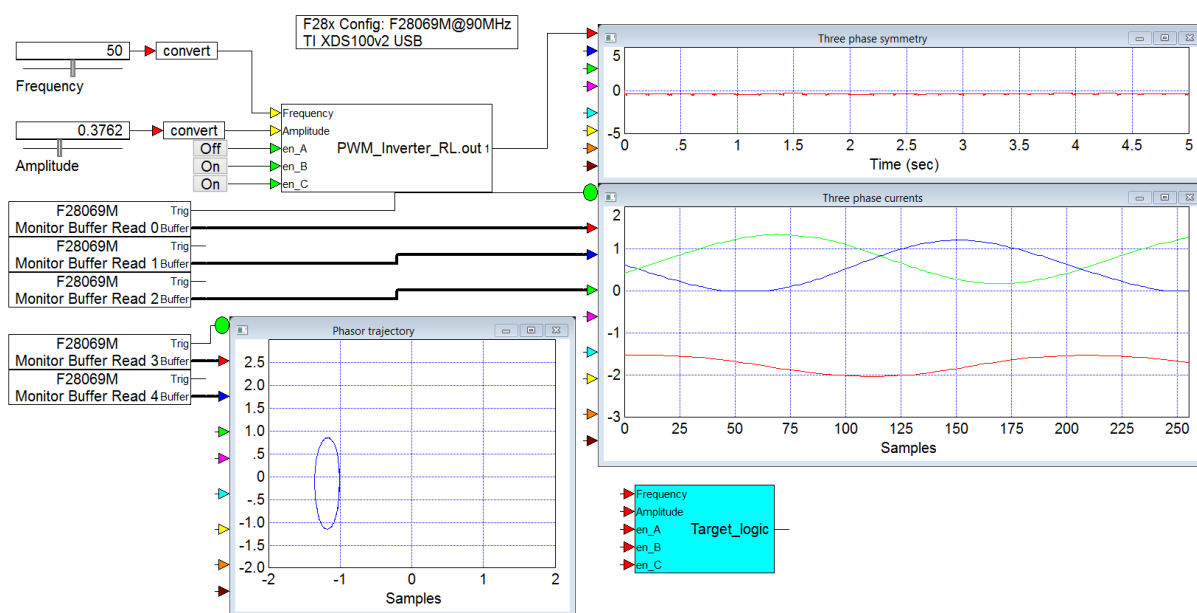 F28x Config: F28069M@90MHz
TI XDS100v2 USB
50
convert
Frequency
0.3762
convert
Amplitude
Off
On
On
Frequency
Amplitude
en_A
en_B
en_C
PWM_Inverter_RL.out 1
F28069M Trig
Monitor Buffer Read 0 Buffer
F28069M Trig
Monitor Buffer Read 1 Buffer
F28069M Trig
Monitor Buffer Read 2 Buffer
F28069M Trig
Monitor Buffer Read 3 Buffer
F28069M Trig
Monitor Buffer Read 4 Buffer
Three phase symmetry
5
0
-5
0 .5 1 1.5 2 2.5 3 3.5 4 4.5 5
Time (sec)
Three phase currents
2
1
0
-1
-2
-3
0 25 50 75 100 125 150 175 200 225 250
Samples
Phasor trajectory
2.5
2.0
1.5
1.0
.5
0
-.5
-1.0
-1.5
-2.0
-2 -1 0 1 2
Samples
Frequency
Amplitude
en_A
en_B
en_C
Target_logic